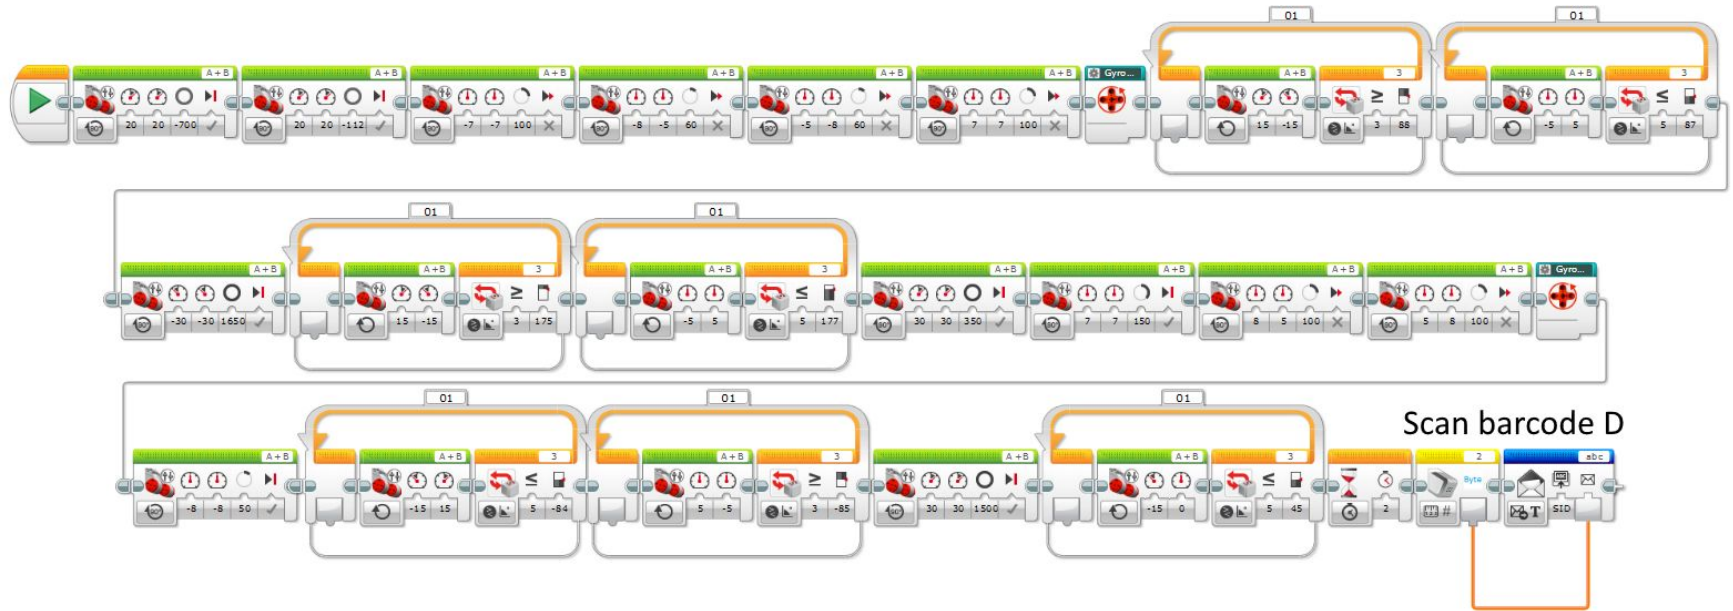 01 01
A+B A+B A+B A+B A+B A+B Gyro... A+B 3 A+B 3
20 20 -700 20 20 -112 -7 -7 100 -8 -5 60 -5 -8 60 7 7 100 15 -15 3 88 -5 5 5 87
01 01
A+B A+B 3 A+B 3 A+B A+B A+B A+B Gyro...
-30 -30 1650 15 -15 3 175 -5 5 5 177 30 30 350 7 7 150 8 5 100 5 8 100
01 01 01
Scan barcode D
A+B A+B 3 A+B 3 A+B A+B 3 2 abc
Byte
-8 -8 50 -15 15 5 -84 5 -5 3 -85 30 30 1500 -15 0 5 45 2 # T SID